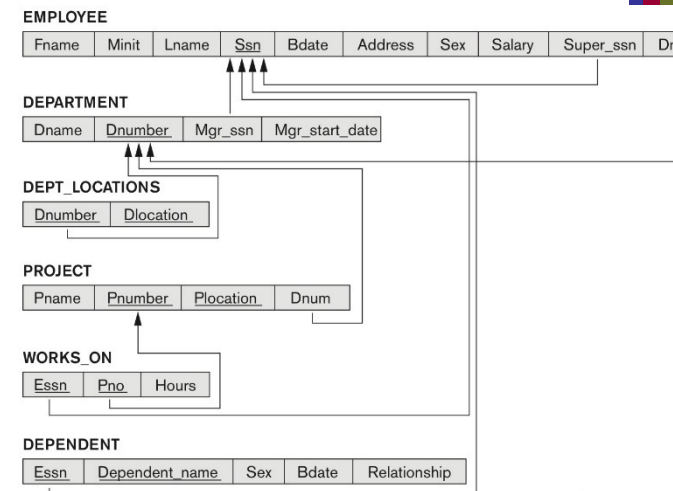 EMPLOYEE
Fname Minit Lname Ssn Bdate Address Sex Salary Super_ssn
DEPARTMENT
Dname Dnumber Mgr_ssn Mgr_start_date
DEPT_LOCATIONS
Dnumber Dlocation
PROJECT
Pname Pnumber Plocation Dnum
WORKS_ON
Essn Pno Hours
DEPENDENT
Essn Dependent_name Sex Bdate Relationship